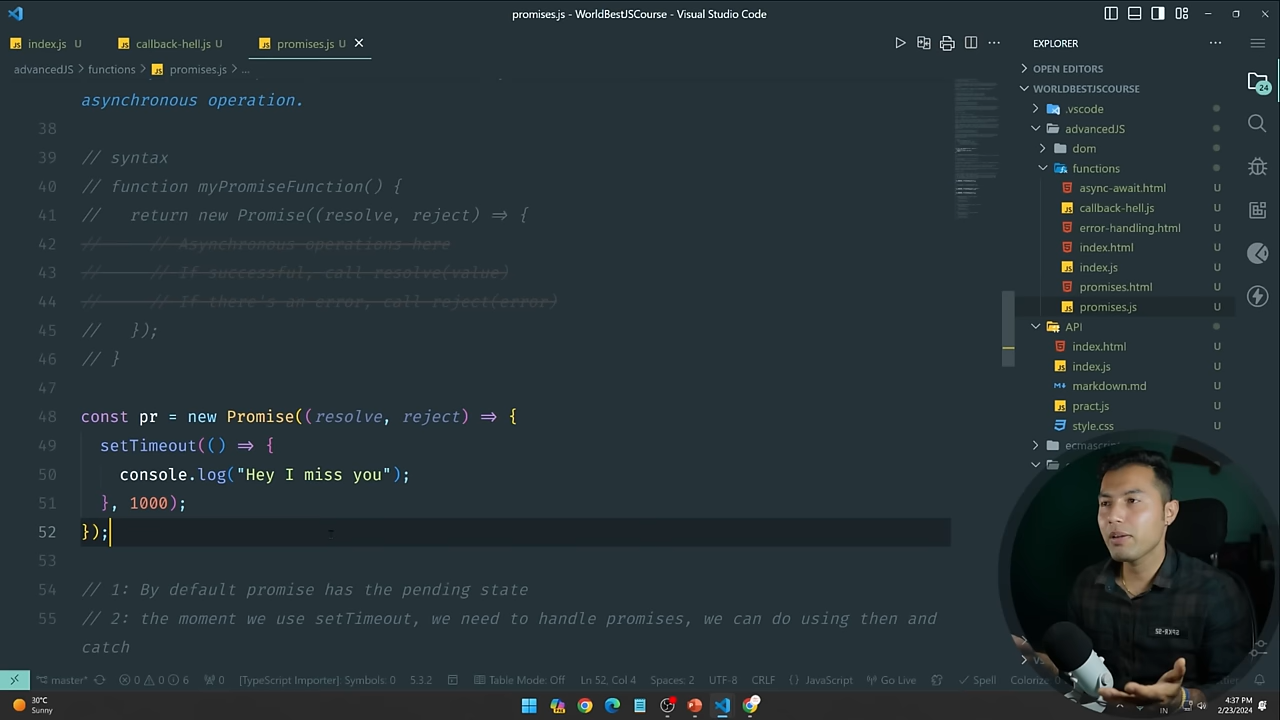 promises.js - WorldBestJSCourse - Visual Studio Code
index.js U
callback-hell.js U
promises.js U
advancedJS > functions > promises.js > ...
asynchronous operation.
38
39 // syntax
40 // function myPromiseFunction() {
41 //   return new Promise((resolve, reject) => {
42 //     // Asynchronous operations here
43 //     // If successful, call resolve(value)
44 //     // If there's an error, call reject(error)
45 //   });
46 // }
47
48 const pr = new Promise((resolve, reject) => {
49   setTimeout(() => {
50     console.log("Hey I miss you");
51   }, 1000);
52 });
53
54 // 1: By default promise has the pending state
55 // 2: the moment we use setTimeout, we need to handle promises, we can do using then and
catch
EXPLORER
OPEN EDITORS
WORLDBESTJSCOURSE
.vscode
advancedJS
dom
functions
async-await.html U
callback-hell.js U
error-handling.html U
index.html U
index.js U
promises.html U
promises.js U
API
index.html U
index.js U
markdown.md U
pract.js U
style.css U
24
master*
0 0 6
0
[TypeScript Importer]: Symbols: 0
5.3.2
Table Mode: Off
Ln 52, Col 4
Spaces: 2
UTF-8
CRLF
{} JavaScript
Go Live
Spell
30°C
Sunny
IN
4:37 PM
2/23/2024